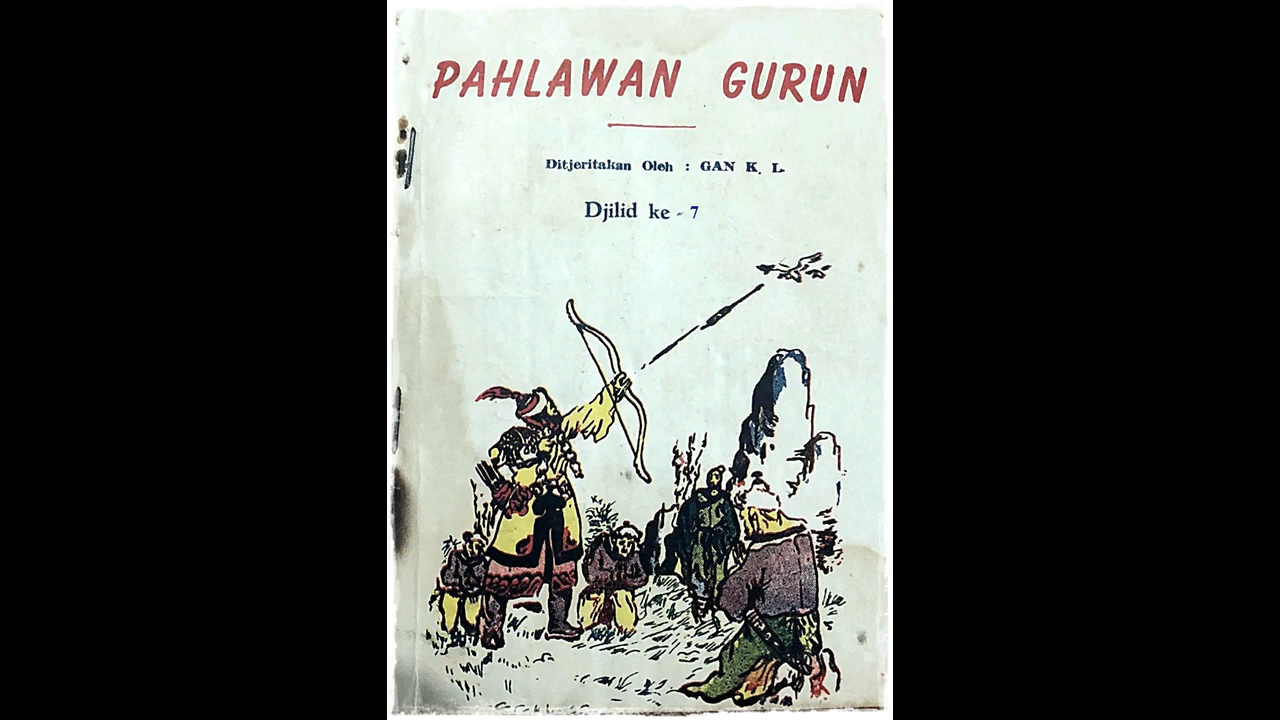 PAHLAWAN GURUN
Ditjeritakan Oleh : GAN K. L.
Djilid ke - 7